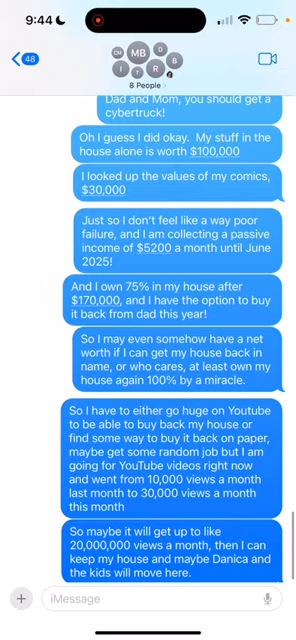 9:44
48
CM
MB
D
B
I
T
R
8 People
Dad and Mom, you should get a
cybertruck!
Oh I guess I did okay.  My stuff in the
house alone is worth $100,000
I looked up the values of my comics,
$30,000
Just so I don't feel like a way poor
failure, and I am collecting a passive
income of $5200 a month until June
2025!
And I own 75% in my house after
$170,000, and I have the option to buy
it back from dad this year!
So I may even somehow have a net
worth if I can get my house back in
name, or who cares, at least own my
house again 100% by a miracle.
So I have to either go huge on Youtube
to be able to buy back my house or
find some way to buy it back on paper,
maybe get some random job but I am
going for YouTube videos right now
and went from 10,000 views a month
last month to 30,000 views a month
this month
So maybe it will get up to like
20,000,000 views a month, then I can
keep my house and maybe Danica and
the kids will move here.
iMessage